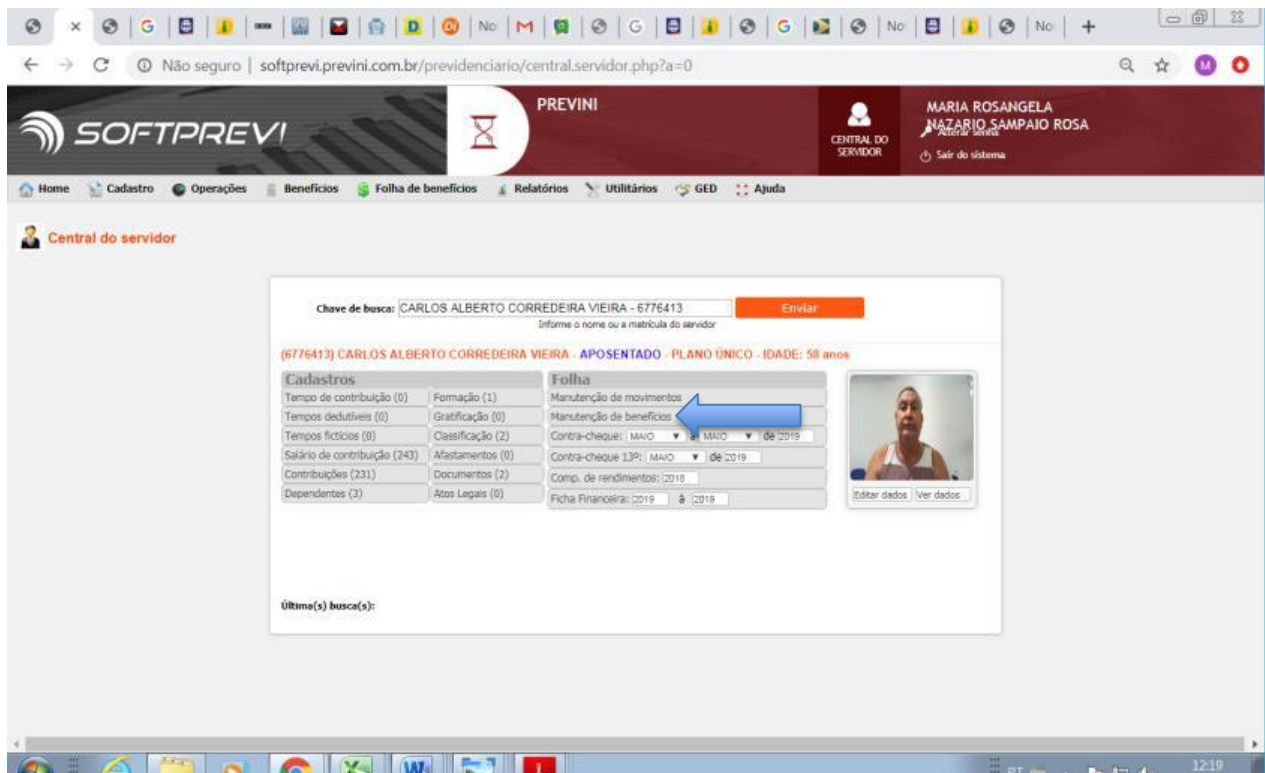 No
No
No
Não seguro | softprevi.previni.com.br/previdenciario/central.servidor.php?a=0
M
SOFTPREVI
PREVINI
CENTRAL DO SERVIDOR
MARIA ROSANGELA
NAZARIO SAMPAIO ROSA
Alterar senha
Sair do sistema
Home Cadastro Operações Benefícios Folha de benefícios Relatórios Utilitários GED Ajuda
Central do servidor
Chave de busca: CARLOS ALBERTO CORREDEIRA VIEIRA - 6776413 Enviar
Informe o nome ou a matrícula do servidor
(6776413) CARLOS ALBERTO CORREDEIRA VIEIRA - APOSENTADO - PLANO ÚNICO - IDADE: 58 anos
Cadastros Folha
Tempo de contribuição (0) Formação (1) Manutenção de movimentos
Tempos dedutíveis (0) Gratificação (0) Manutenção de benefícios
Tempos fictícios (0) Classificação (2) Contra-cheque: MAIO a MAIO de 2019
Salário de contribuição (243) Afastamentos (0) Contra-cheque 13º: MAIO de 2019
Contribuições (231) Documentos (2) Comp. de rendimentos: 2018
Dependentes (3) Atos Legais (0) Ficha Financeira: 2019 à 2019
Editar dados Ver dados
Última(s) busca(s):
PT
12:19